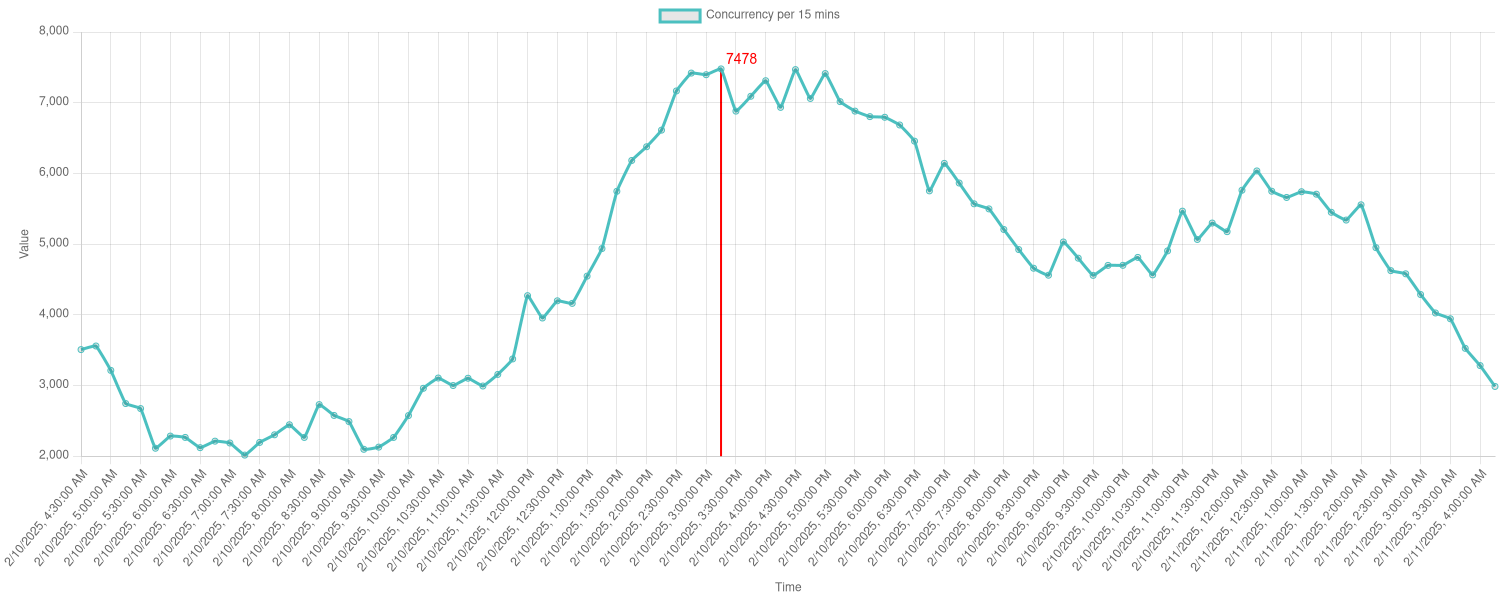 Concurrency per 15 mins
8,000
7478
7,000
6,000
5,000
Value
4,000
3,000
2,000
2/10/2025, 4:30:00 AM
2/10/2025, 5:00:00 AM
2/10/2025, 5:30:00 AM
2/10/2025, 6:00:00 AM
2/10/2025, 6:30:00 AM
2/10/2025, 7:00:00 AM
2/10/2025, 7:30:00 AM
2/10/2025, 8:00:00 AM
2/10/2025, 8:30:00 AM
2/10/2025, 9:00:00 AM
2/10/2025, 9:30:00 AM
2/10/2025, 10:00:00 AM
2/10/2025, 10:30:00 AM
2/10/2025, 11:00:00 AM
2/10/2025, 11:30:00 AM
2/10/2025, 12:00:00 PM
2/10/2025, 12:30:00 PM
2/10/2025, 1:00:00 PM
2/10/2025, 1:30:00 PM
2/10/2025, 2:00:00 PM
2/10/2025, 2:30:00 PM
2/10/2025, 3:00:00 PM
2/10/2025, 3:30:00 PM
2/10/2025, 4:00:00 PM
2/10/2025, 4:30:00 PM
2/10/2025, 5:00:00 PM
2/10/2025, 5:30:00 PM
2/10/2025, 6:00:00 PM
2/10/2025, 6:30:00 PM
2/10/2025, 7:00:00 PM
2/10/2025, 7:30:00 PM
2/10/2025, 8:00:00 PM
2/10/2025, 8:30:00 PM
2/10/2025, 9:00:00 PM
2/10/2025, 9:30:00 PM
2/10/2025, 10:00:00 PM
2/10/2025, 10:30:00 PM
2/10/2025, 11:00:00 PM
2/10/2025, 11:30:00 PM
2/11/2025, 12:00:00 AM
2/11/2025, 12:30:00 AM
2/11/2025, 1:00:00 AM
2/11/2025, 1:30:00 AM
2/11/2025, 2:00:00 AM
2/11/2025, 2:30:00 AM
2/11/2025, 3:00:00 AM
2/11/2025, 3:30:00 AM
2/11/2025, 4:00:00 AM
Time